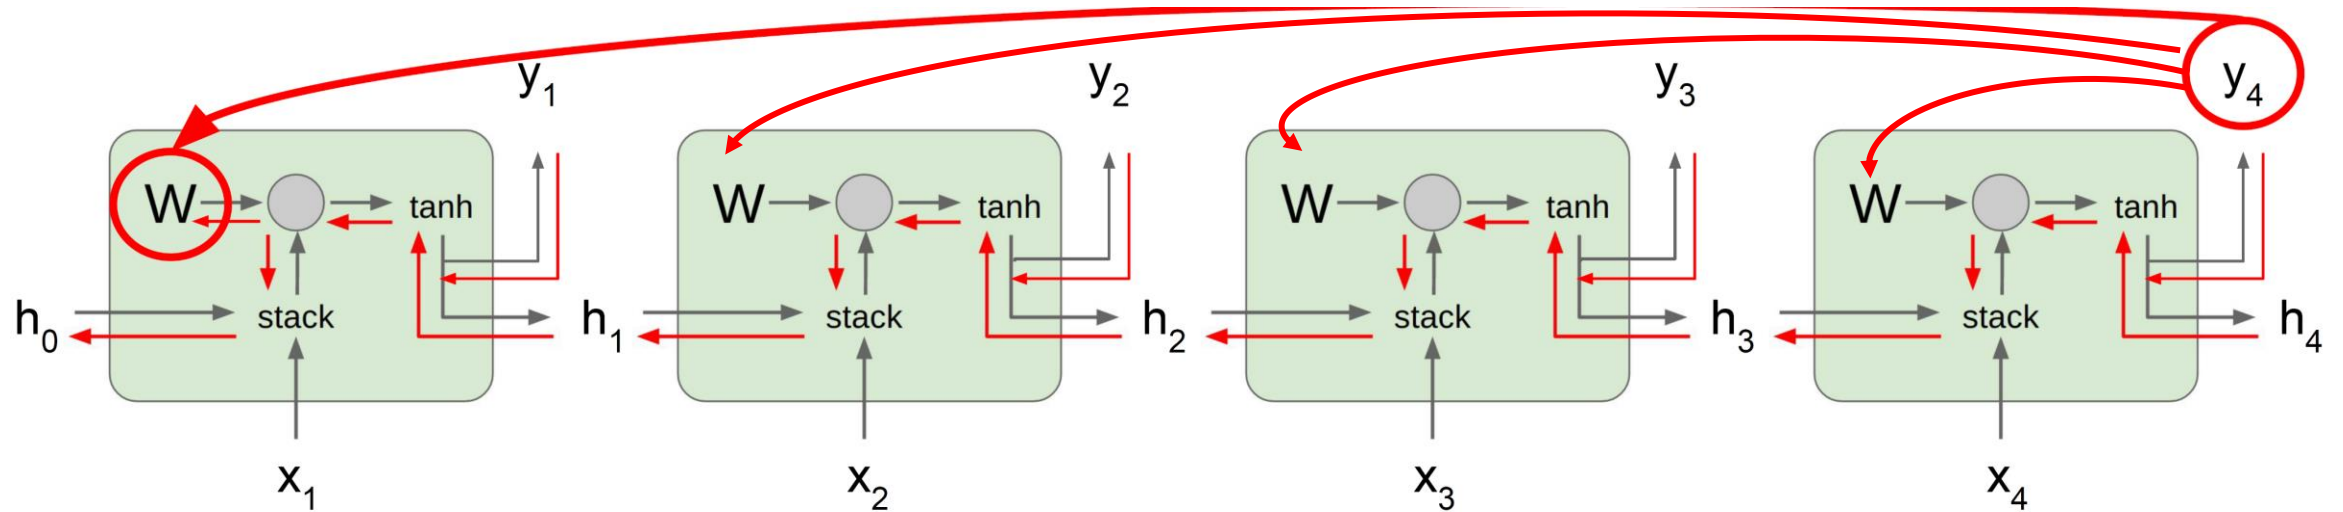 y1 y2 y3 y4
W tanh W tanh W tanh W tanh
h0 stack h1 stack h2 stack h3 stack h4
x1 x2 x3 x4